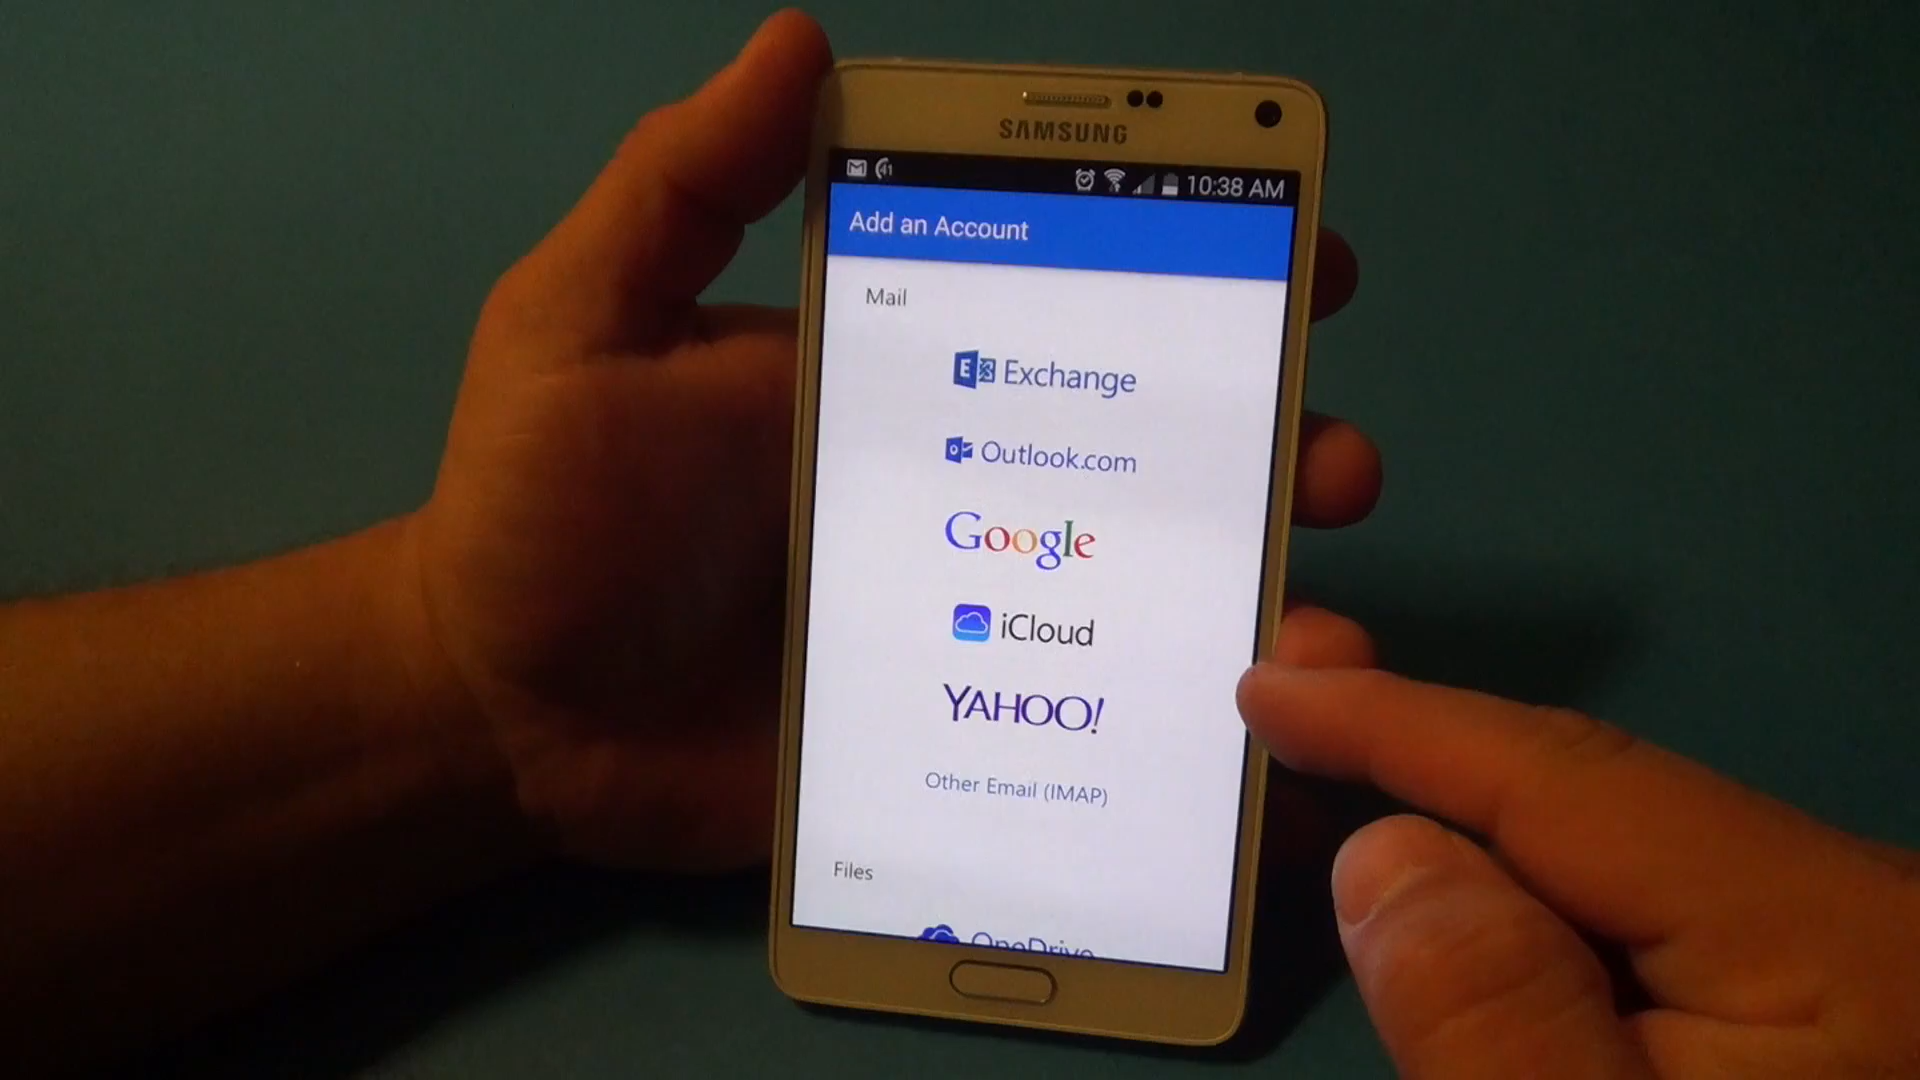 SAMSUNG
41
10:38 AM
Add an Account
Mail
Exchange
Outlook.com
Google
iCloud
YAHOO!
Other Email (IMAP)
Files
OneDrive